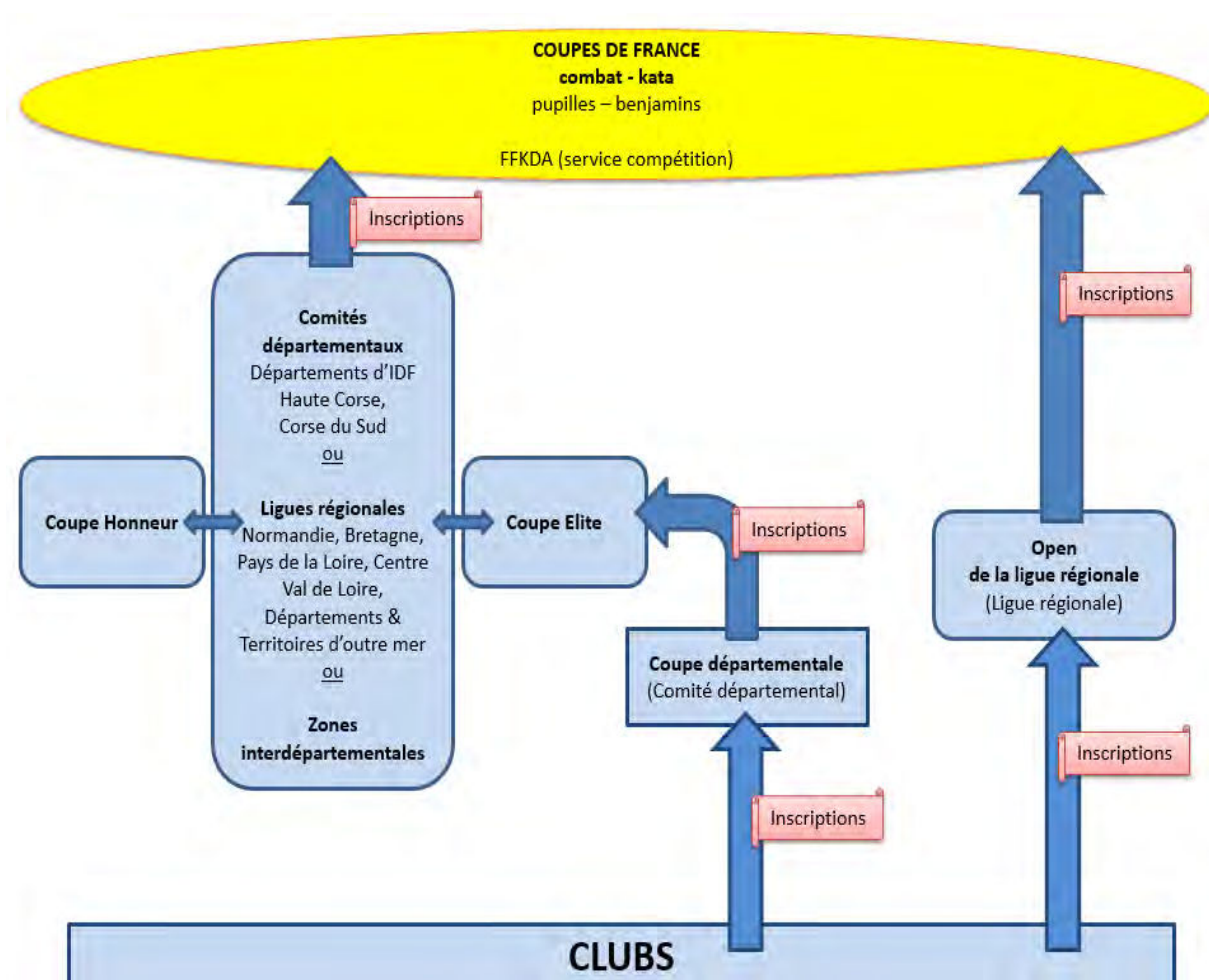 COUPES DE FRANCE
combat - kata
pupilles – benjamins
FFKDA (service compétition)
Inscriptions
Inscriptions
Comités
départementaux
Départements d’IDF
Haute Corse,
Corse du Sud
ou
Ligues régionales
Normandie, Bretagne,
Pays de la Loire, Centre
Val de Loire,
Départements &
Territoires d’outre mer
ou
Zones
interdépartementales
Coupe Honneur
Coupe Elite
Inscriptions
Open
de la ligue régionale
(Ligue régionale)
Coupe départementale
(Comité départemental)
Inscriptions
Inscriptions
CLUBS